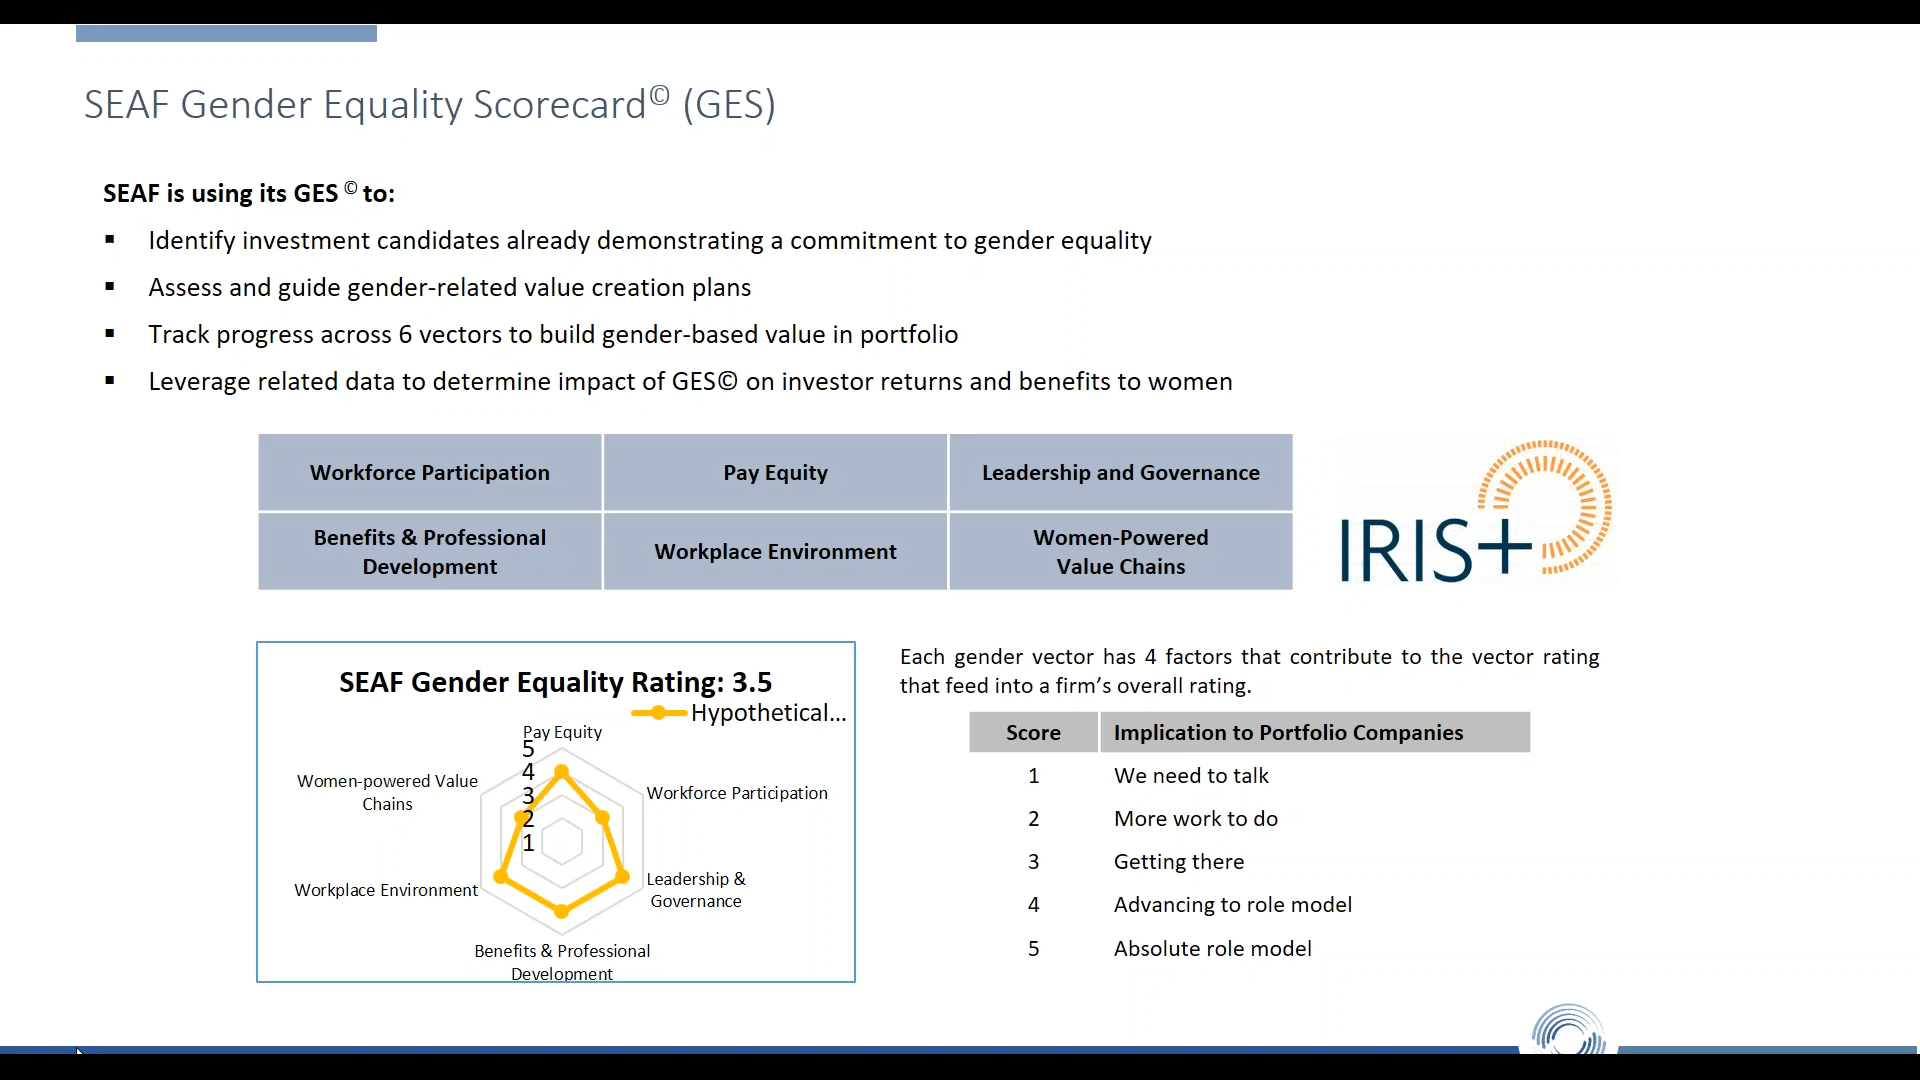 SEAF Gender Equality Scorecard© (GES)
SEAF is using its GES © to:
▪ Identify investment candidates already demonstrating a commitment to gender equality
▪ Assess and guide gender-related value creation plans
▪ Track progress across 6 vectors to build gender-based value in portfolio
▪ Leverage related data to determine impact of GES© on investor returns and benefits to women
Workforce Participation
Pay Equity
Leadership and Governance
Benefits & Professional
Development
Workplace Environment
Women-Powered
Value Chains
IRIS+
SEAF Gender Equality Rating: 3.5
Hypothetical...
Pay Equity
5
4
3
2
1
Women-powered Value
Chains
Workforce Participation
Workplace Environment
Leadership &
Governance
Benefits & Professional
Development
Each gender vector has 4 factors that contribute to the vector rating
that feed into a firm’s overall rating.
Score Implication to Portfolio Companies
1 We need to talk
2 More work to do
3 Getting there
4 Advancing to role model
5 Absolute role model